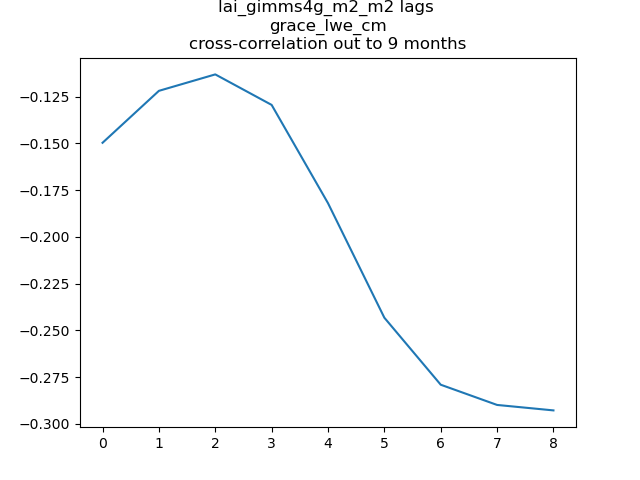 lai_gimms4g_m2_m2 lags
grace_lwe_cm
cross-correlation out to 9 months
−0.125
−0.150
−0.175
−0.200
−0.225
−0.250
−0.275
−0.300
0 1 2 3 4 5 6 7 8